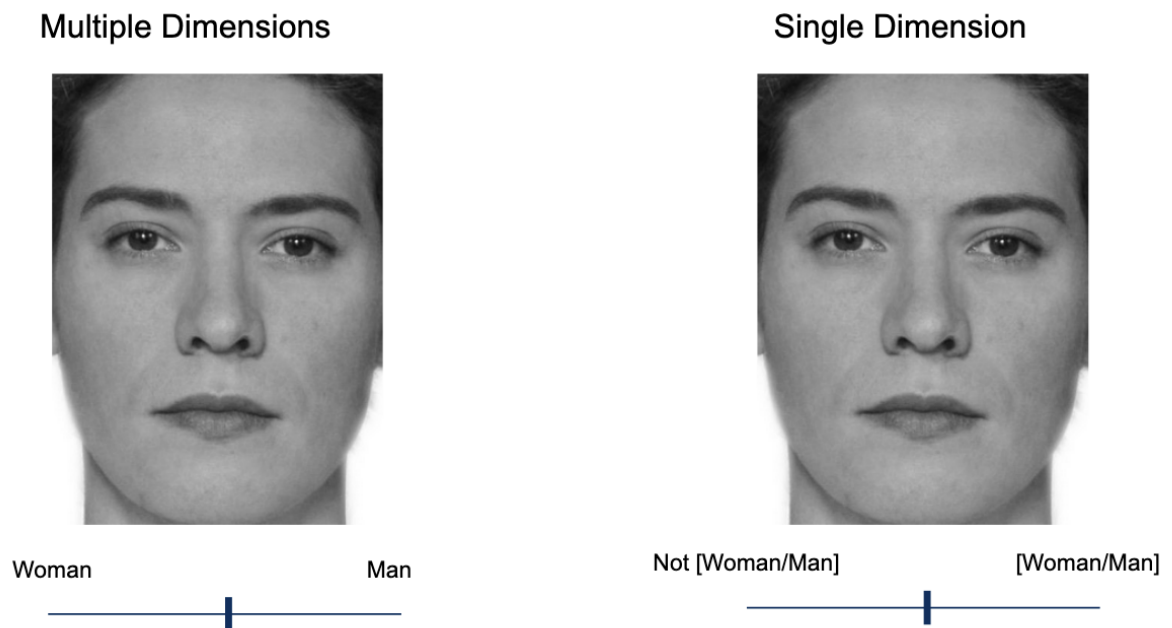 Multiple Dimensions
Single Dimension
Woman
Man
Not [Woman/Man]
[Woman/Man]